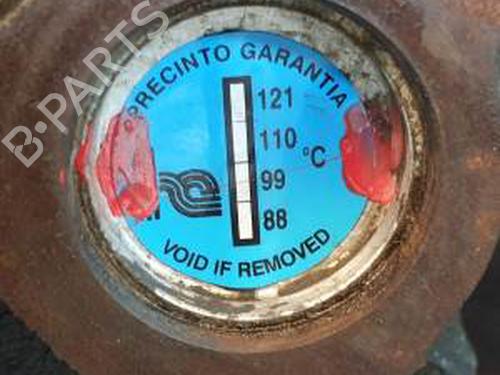 B-PARTS
PRECINTO GARANTIA
121
110
°C
99
88
VOID IF REMOVED